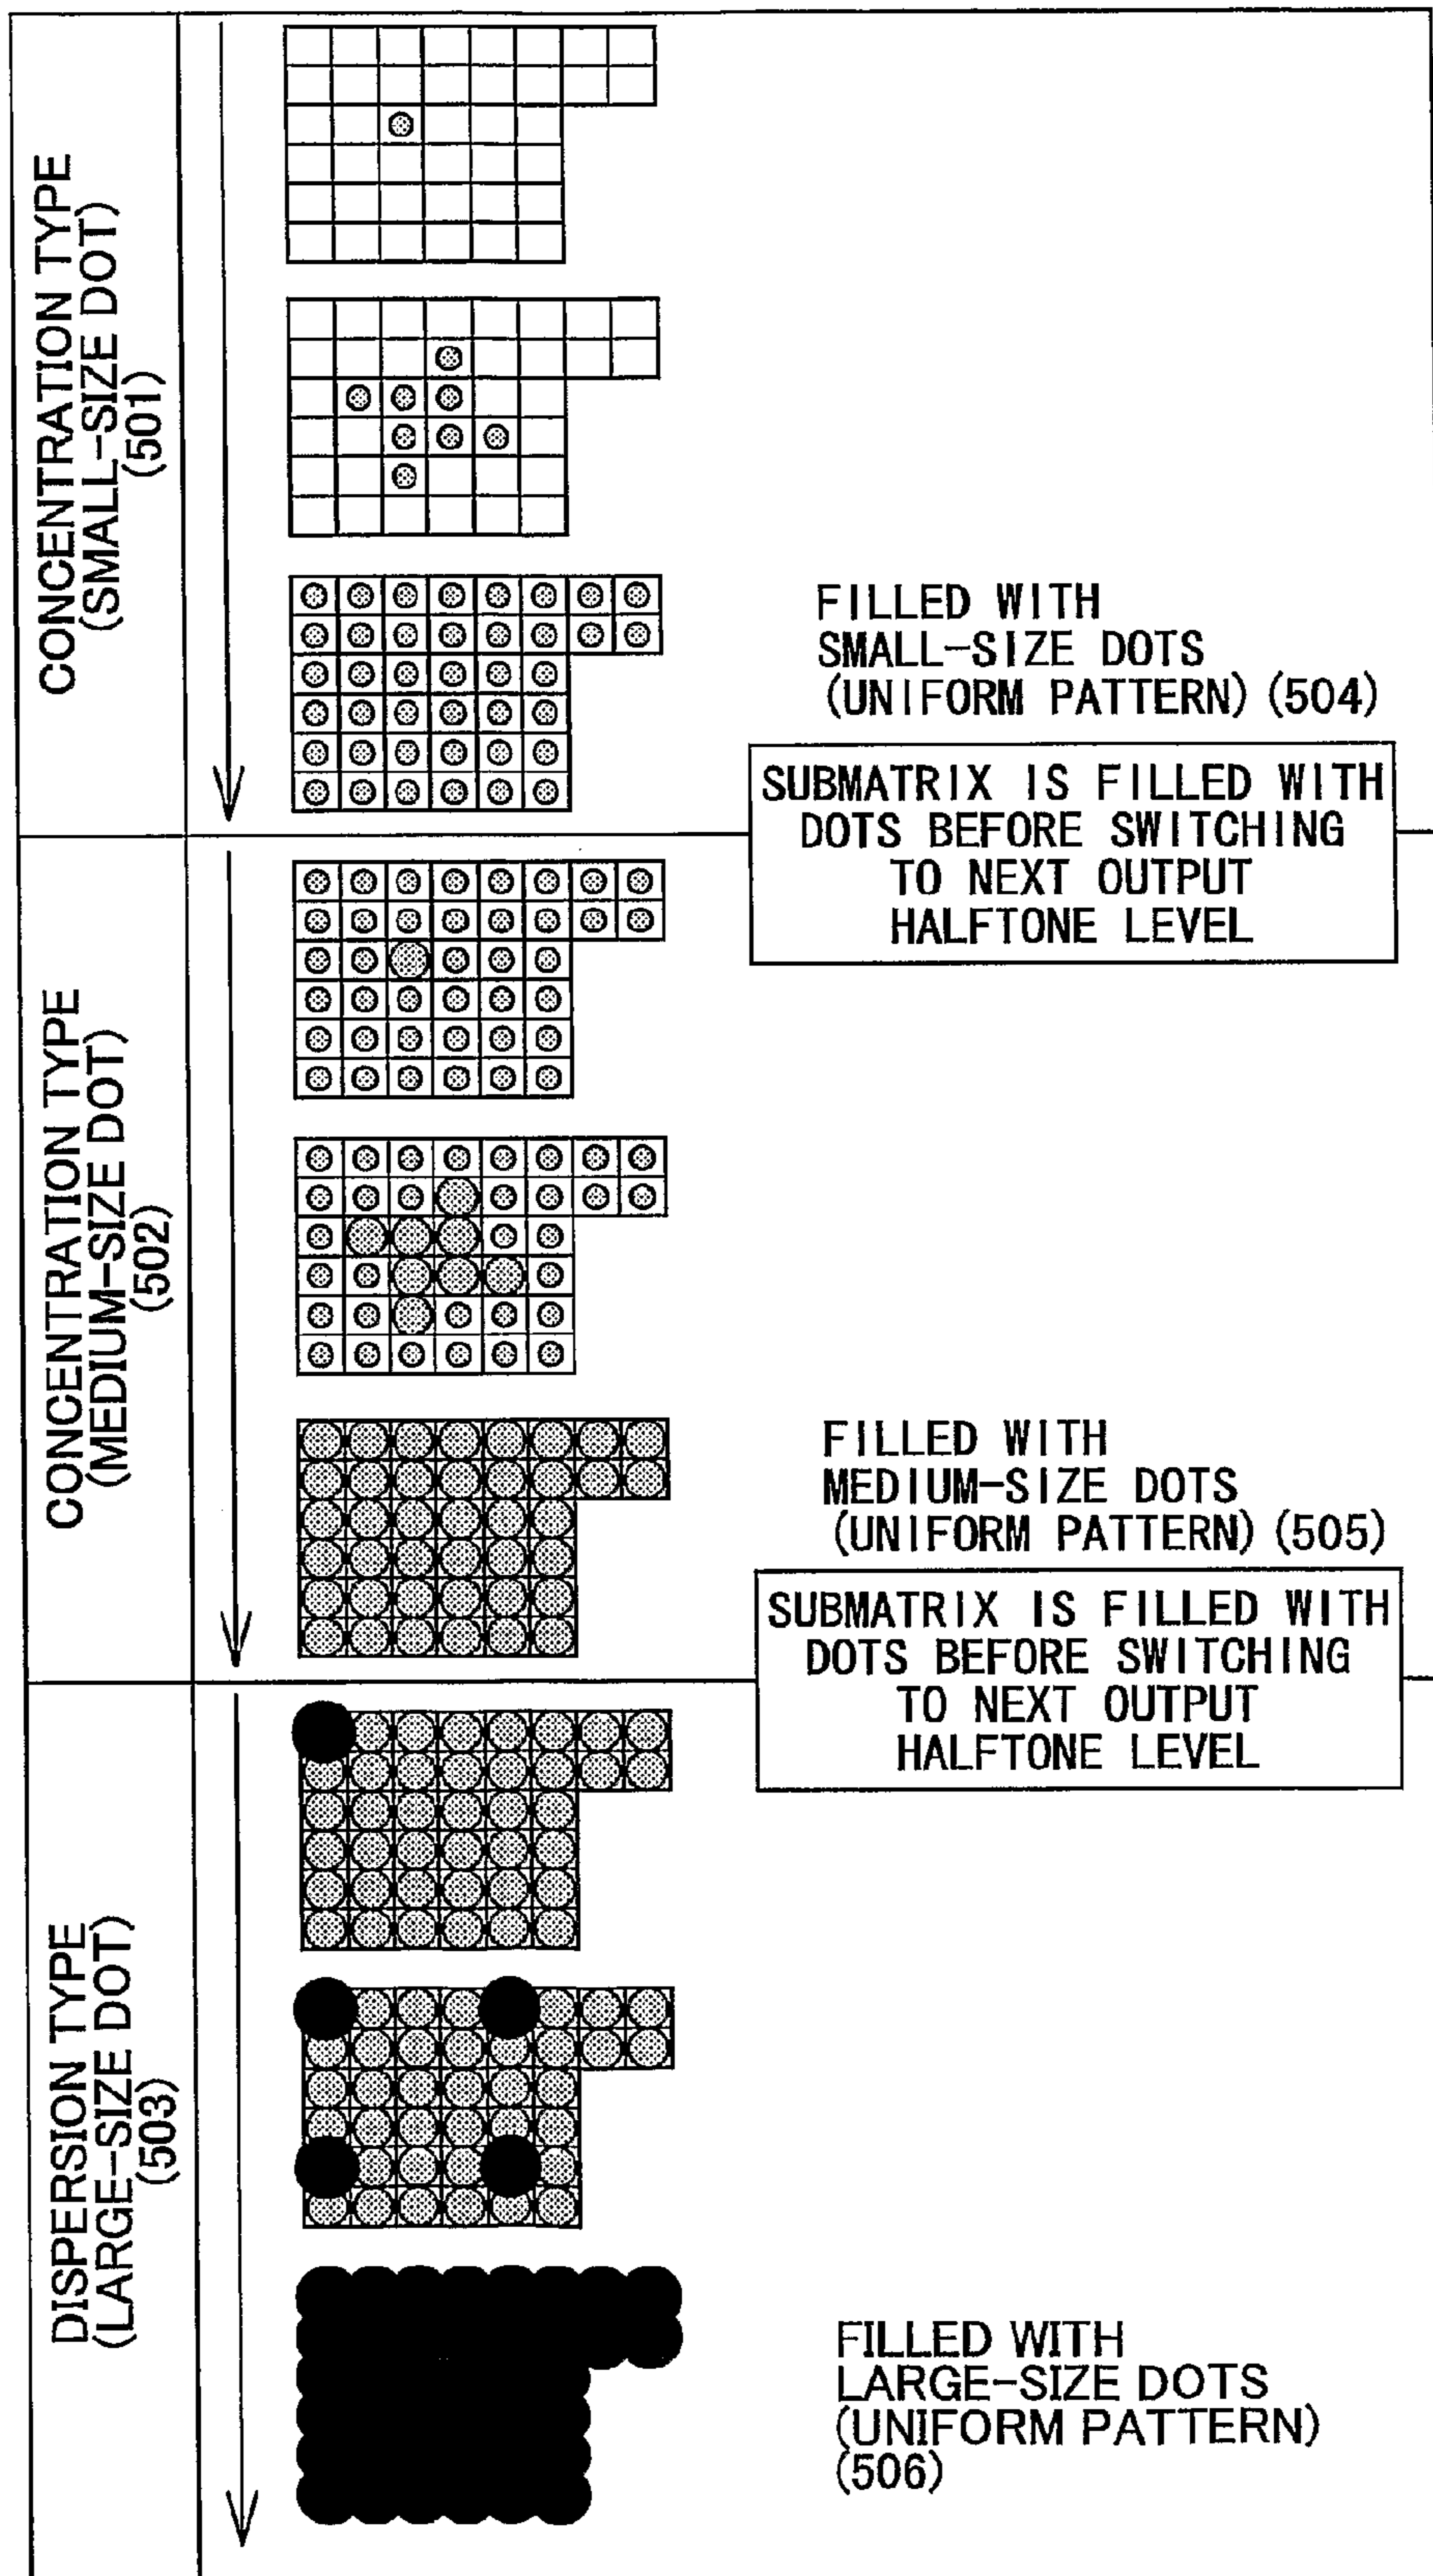 CONCENTRATION TYPE
(SMALL-SIZE DOT)
(501)
FILLED WITH
SMALL-SIZE DOTS
(UNIFORM PATTERN) (504)
SUBMATRIX IS FILLED WITH
DOTS BEFORE SWITCHING
TO NEXT OUTPUT
HALFTONE LEVEL
CONCENTRATION TYPE
(MEDIUM-SIZE DOT)
(502)
FILLED WITH
MEDIUM-SIZE DOTS
(UNIFORM PATTERN) (505)
SUBMATRIX IS FILLED WITH
DOTS BEFORE SWITCHING
TO NEXT OUTPUT
HALFTONE LEVEL
DISPERSION TYPE
(LARGE-SIZE DOT)
(503)
FILLED WITH
LARGE-SIZE DOTS
(UNIFORM PATTERN)
(506)